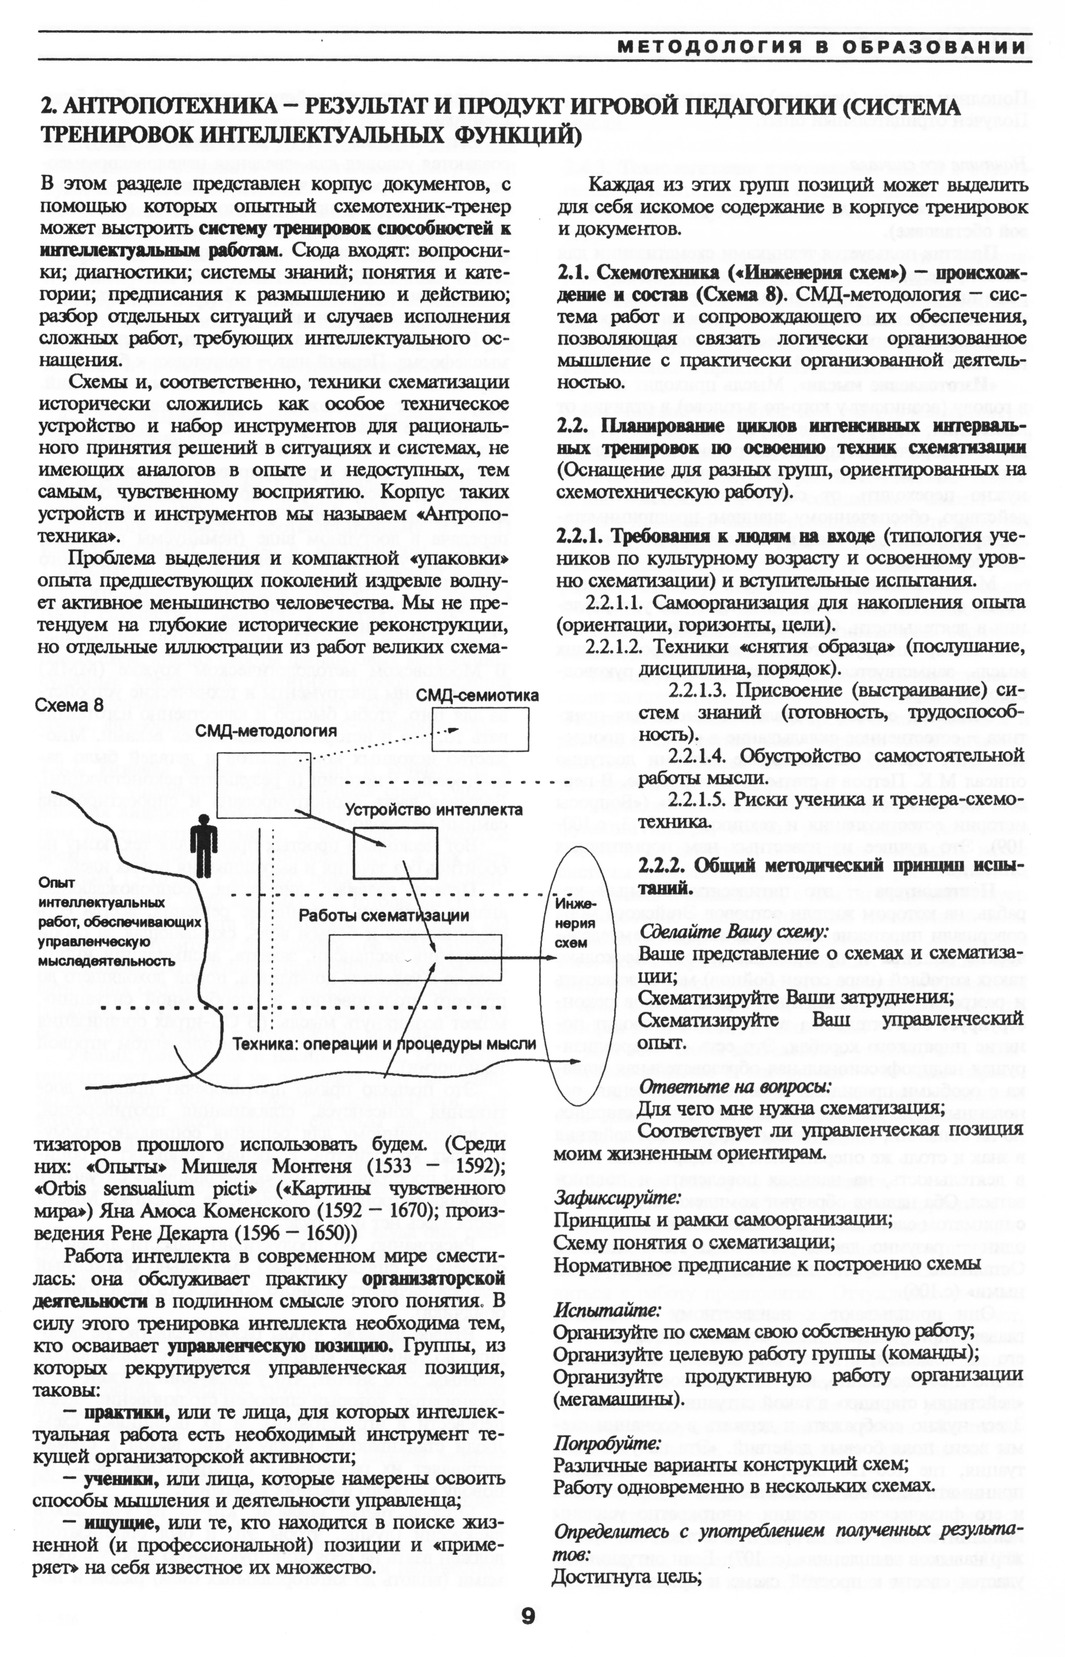 МЕТОДОЛОГИЯ В ОБРАЗОВАНИИ
2. АНТРОПОТЕХНИКА – РЕЗУЛЬТАТ И ПРОДУКТ ИГРОВОЙ ПЕДАГОГИКИ (СИСТЕМА
ТРЕНИРОВОК ИНТЕЛЛЕКТУАЛЬНЫХ ФУНКЦИЙ)
В этом разделе представлен корпус документов, с
помощью которых опытный схемотехник-тренер
может выстроить систему тренировок способностей к
интеллектуальным работам. Сюда входят: вопросни-
ки; диагностики; системы знаний; понятия и кате-
гории; предписания к размышлению и действию;
разбор отдельных ситуаций и случаев исполнения
сложных работ, требующих интеллектуального ос-
нащения.
Схемы и, соответственно, техники схематизации
исторически сложились как особое техническое
устройство и набор инструментов для рациональ-
ного принятия решений в ситуациях и системах, не
имеющих аналогов в опыте и недоступных, тем
самым, чувственному восприятию. Корпус таких
устройств и инструментов мы называем «Антропо-
техника».
Проблема выделения и компактной «упаковки»
опыта предшествующих поколений издревле волну-
ет активное меньшинство человечества. Мы не пре-
тендуем на глубокие исторические реконструкции,
но отдельные иллюстрации из работ великих схема-
Схема 8
СМД-семиотика
СМД-методология
Устройство интеллекта
Опыт
интеллектуальных
работ, обеспечивающих
управленческую
мыследеятельность
Работы схематизации
Инже-
нерия
схем
Техника: операции и процедуры мысли
тизаторов прошлого использовать будем. (Среди
них: «Опыты» Мишеля Монтеня (1533 – 1592);
«Orbis sensualium picti» («Картины чувственного
мира») Яна Амоса Коменского (1592 – 1670); произ-
ведения Рене Декарта (1596 – 1650))
Работа интеллекта в современном мире смести-
лась: она обслуживает практику организаторской
деятельности в подлинном смысле этого понятия. В
силу этого тренировка интеллекта необходима тем,
кто осваивает управленческую позицию. Группы, из
которых рекрутируется управленческая позиция,
таковы:
– практики, или те лица, для которых интеллек-
туальная работа есть необходимый инструмент те-
кущей организаторской активности;
– ученики, или лица, которые намерены освоить
способы мышления и деятельности управленца;
– ищущие, или те, кто находится в поиске жиз-
ненной (и профессиональной) позиции и «приме-
ряет» на себя известное их множество.
Каждая из этих групп позиций может выделить
для себя искомое содержание в корпусе тренировок
и документов.
2.1. Схемотехника («Инженерия схем») – происхож-
дение и состав (Схема 8). СМД-методология – сис-
тема работ и сопровождающего их обеспечения,
позволяющая связать логически организованное
мышление с практически организованной деятель-
ностью.
2.2. Планирование циклов интенсивных интерваль-
ных тренировок по освоению техник схематизации
(Оснащение для разных групп, ориентированных на
схемотехническую работу).
2.2.1. Требования к людям на входе (типология уче-
ников по культурному возрасту и освоенному уров-
ню схематизации) и вступительные испытания.
2.2.1.1. Самоорганизация для накопления опыта
(ориентации, горизонты, цели).
2.2.1.2. Техники «снятия образца» (послушание,
дисциплина, порядок).
2.2.1.3. Присвоение (выстраивание) си-
стем знаний (готовность, трудоспособ-
ность).
2.2.1.4. Обустройство самостоятельной
работы мысли.
2.2.1.5. Риски ученика и тренера-схемо-
техника.
2.2.2. Общий методический принцип испы-
таний.
Сделайте Вашу схему:
Ваше представление о схемах и схематиза-
ции;
Схематизируйте Ваши затруднения;
Схематизируйте Ваш управленческий
опыт.
Ответьте на вопросы:
Для чего мне нужна схематизация;
Соответствует ли управленческая позиция
моим жизненным ориентирам.
Зафиксируйте:
Принципы и рамки самоорганизации;
Схему понятия о схематизации;
Нормативное предписание к построению схемы
Испытайте:
Организуйте по схемам свою собственную работу;
Организуйте целевую работу группы (команды);
Организуйте продуктивную работу организации
(мегамашины).
Попробуйте:
Различные варианты конструкций схем;
Работу одновременно в нескольких схемах.
Определитесь с употреблением полученных результа-
тов:
Достигнута цель;
9